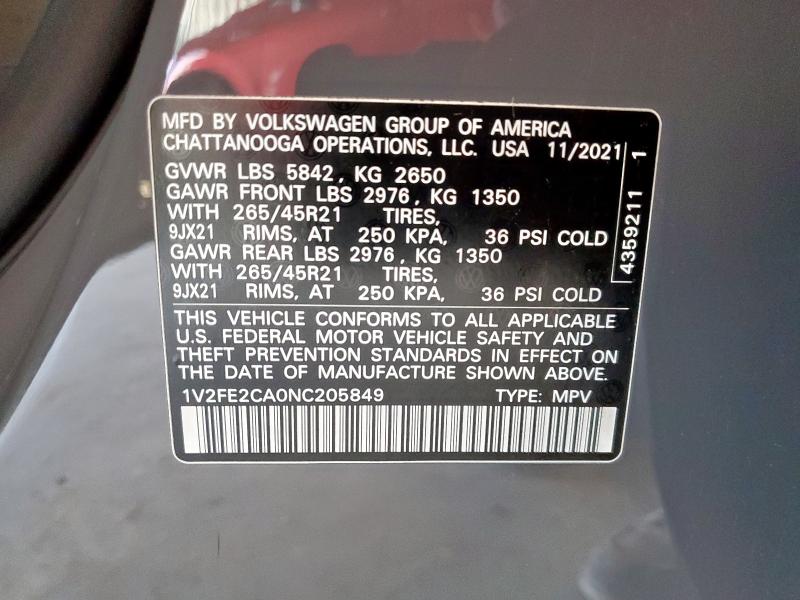 MFD BY VOLKSWAGEN GROUP OF AMERICA
CHATTANOOGA OPERATIONS, LLC. USA 11/2021
GVWR LBS 5842, KG 2650
GAWR FRONT LBS 2976, KG 1350
WITH 265/45R21 TIRES,
9JX21 RIMS, AT 250 KPA, 36 PSI COLD
GAWR REAR LBS 2976, KG 1350
WITH 265/45R21 TIRES,
9JX21 RIMS, AT 250 KPA, 36 PSI COLD
4359211 1
THIS VEHICLE CONFORMS TO ALL APPLICABLE
U.S. FEDERAL MOTOR VEHICLE SAFETY AND
THEFT PREVENTION STANDARDS IN EFFECT ON
THE DATE OF MANUFACTURE SHOWN ABOVE.
1V2FE2CA0NC205849 TYPE: MPV